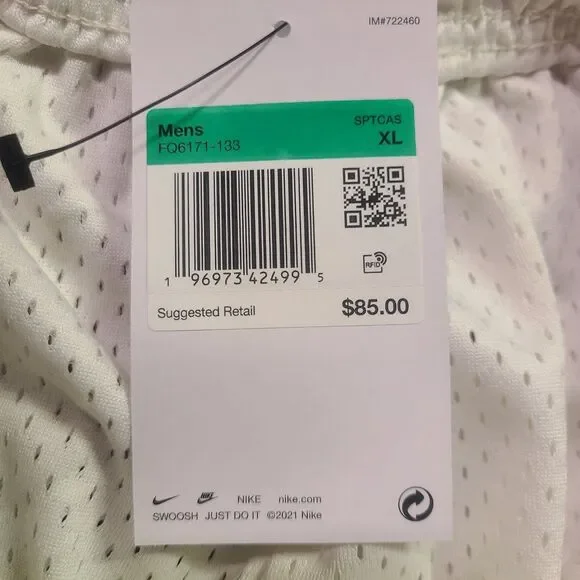 IM#722460
Mens SPTCAS
FQ6171-133 XL
RFID
1 96973 42499 5
Suggested Retail $85.00
NIKE nike.com
SWOOSH JUST DO IT ©2021 Nike